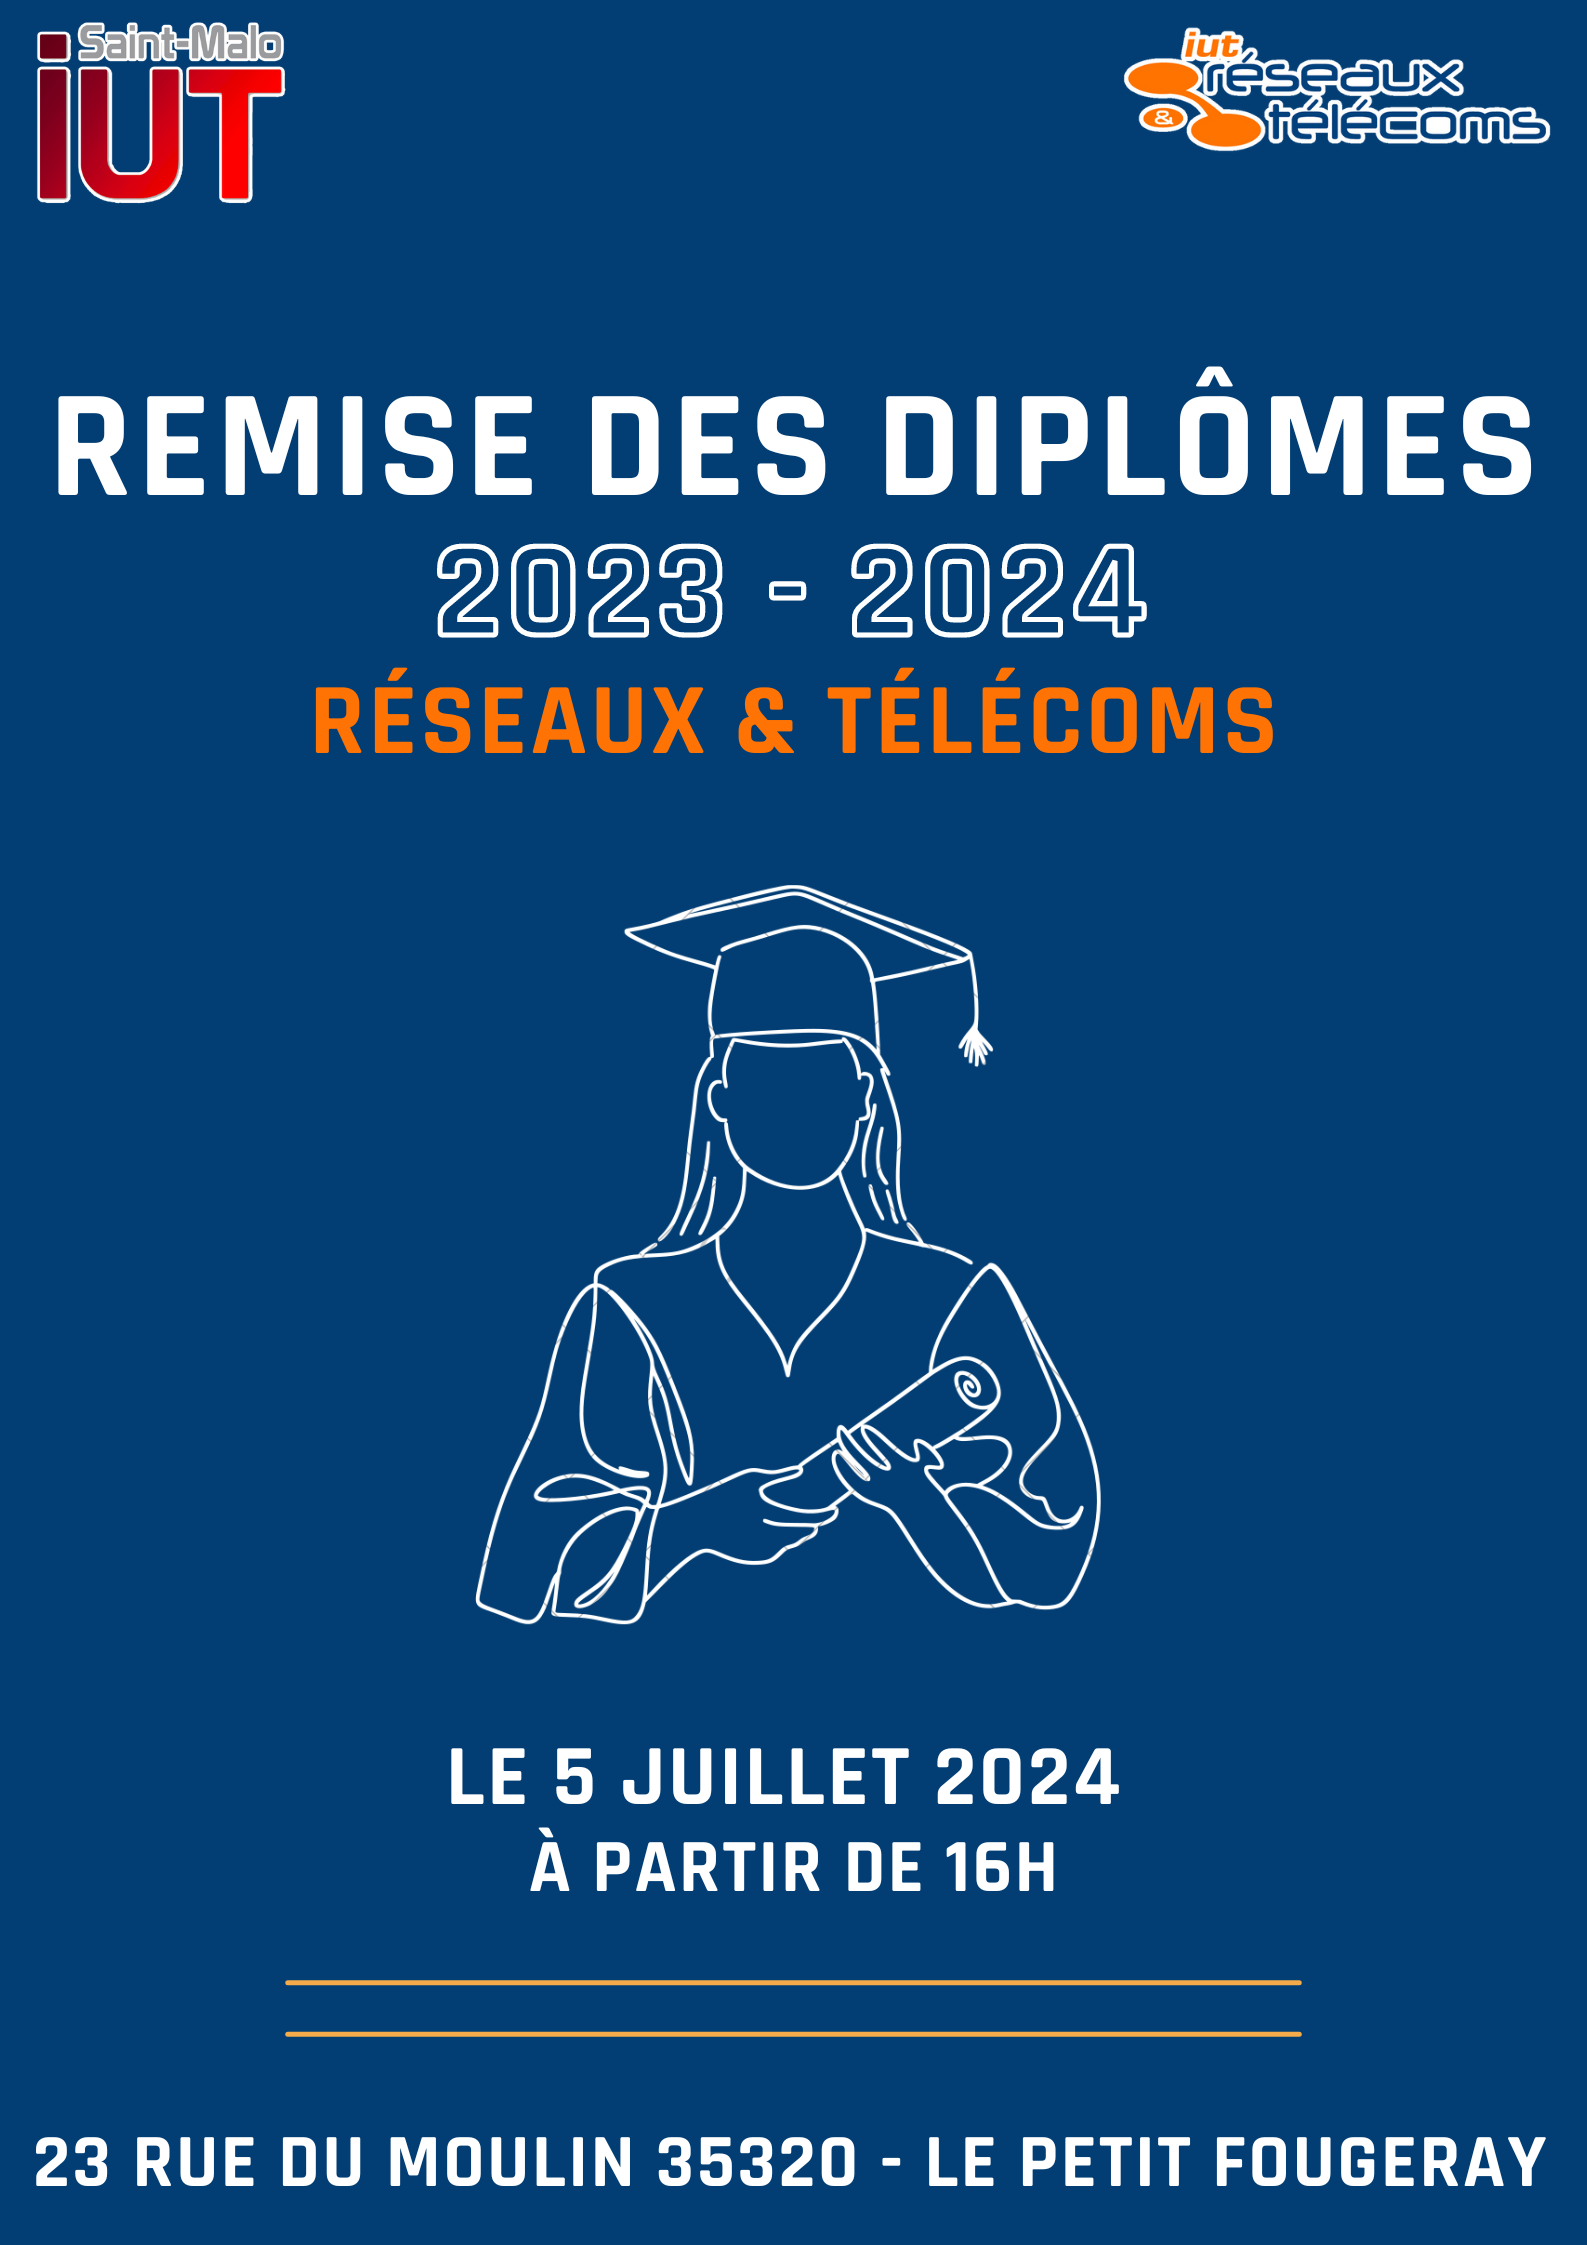 Saint-Malo
iUT
iut
réseaux
&
télécoms
REMISE DES DIPLÔMES
2023 - 2024
RÉSEAUX & TÉLÉCOMS
LE 5 JUILLET 2024
À PARTIR DE 16H
23 RUE DU MOULIN 35320 - LE PETIT FOUGERAY